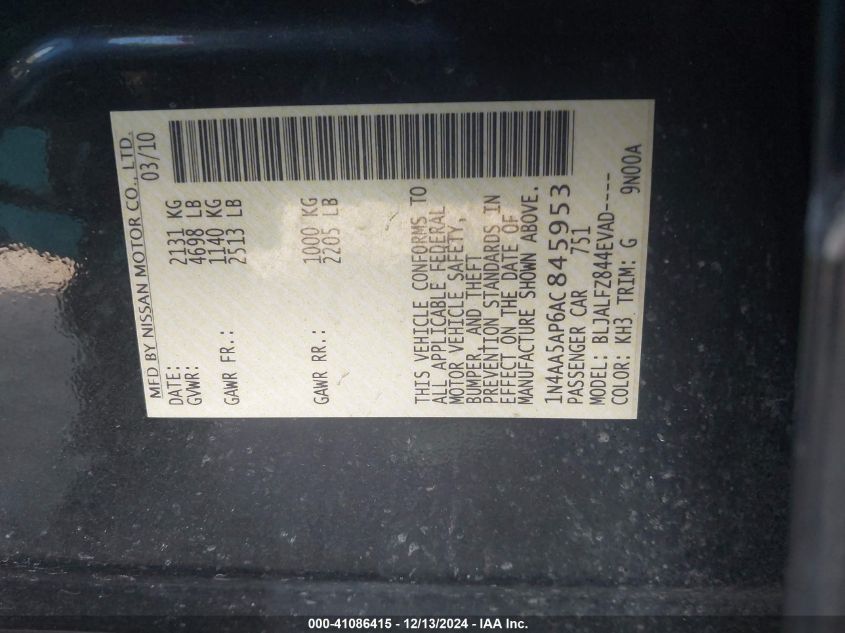 MFD BY NISSAN MOTOR CO., LTD.
DATE: 03/10
GVWR: 2131 KG
4698 LB
GAWR FR.: 1140 KG
2513 LB
GAWR RR.: 1000 KG
2205 LB
THIS VEHICLE CONFORMS TO
ALL APPLICABLE FEDERAL
MOTOR VEHICLE SAFETY,
BUMPER, AND THEFT
PREVENTION STANDARDS IN
EFFECT ON THE DATE OF
MANUFACTURE SHOWN ABOVE.
1N4AA5AP6AC845953
PASSENGER CAR 751
MODEL: BLJALFZ844EVAD----
COLOR: KH3 TRIM: G 9N00A
000-41086415 - 12/13/2024 - IAA Inc.